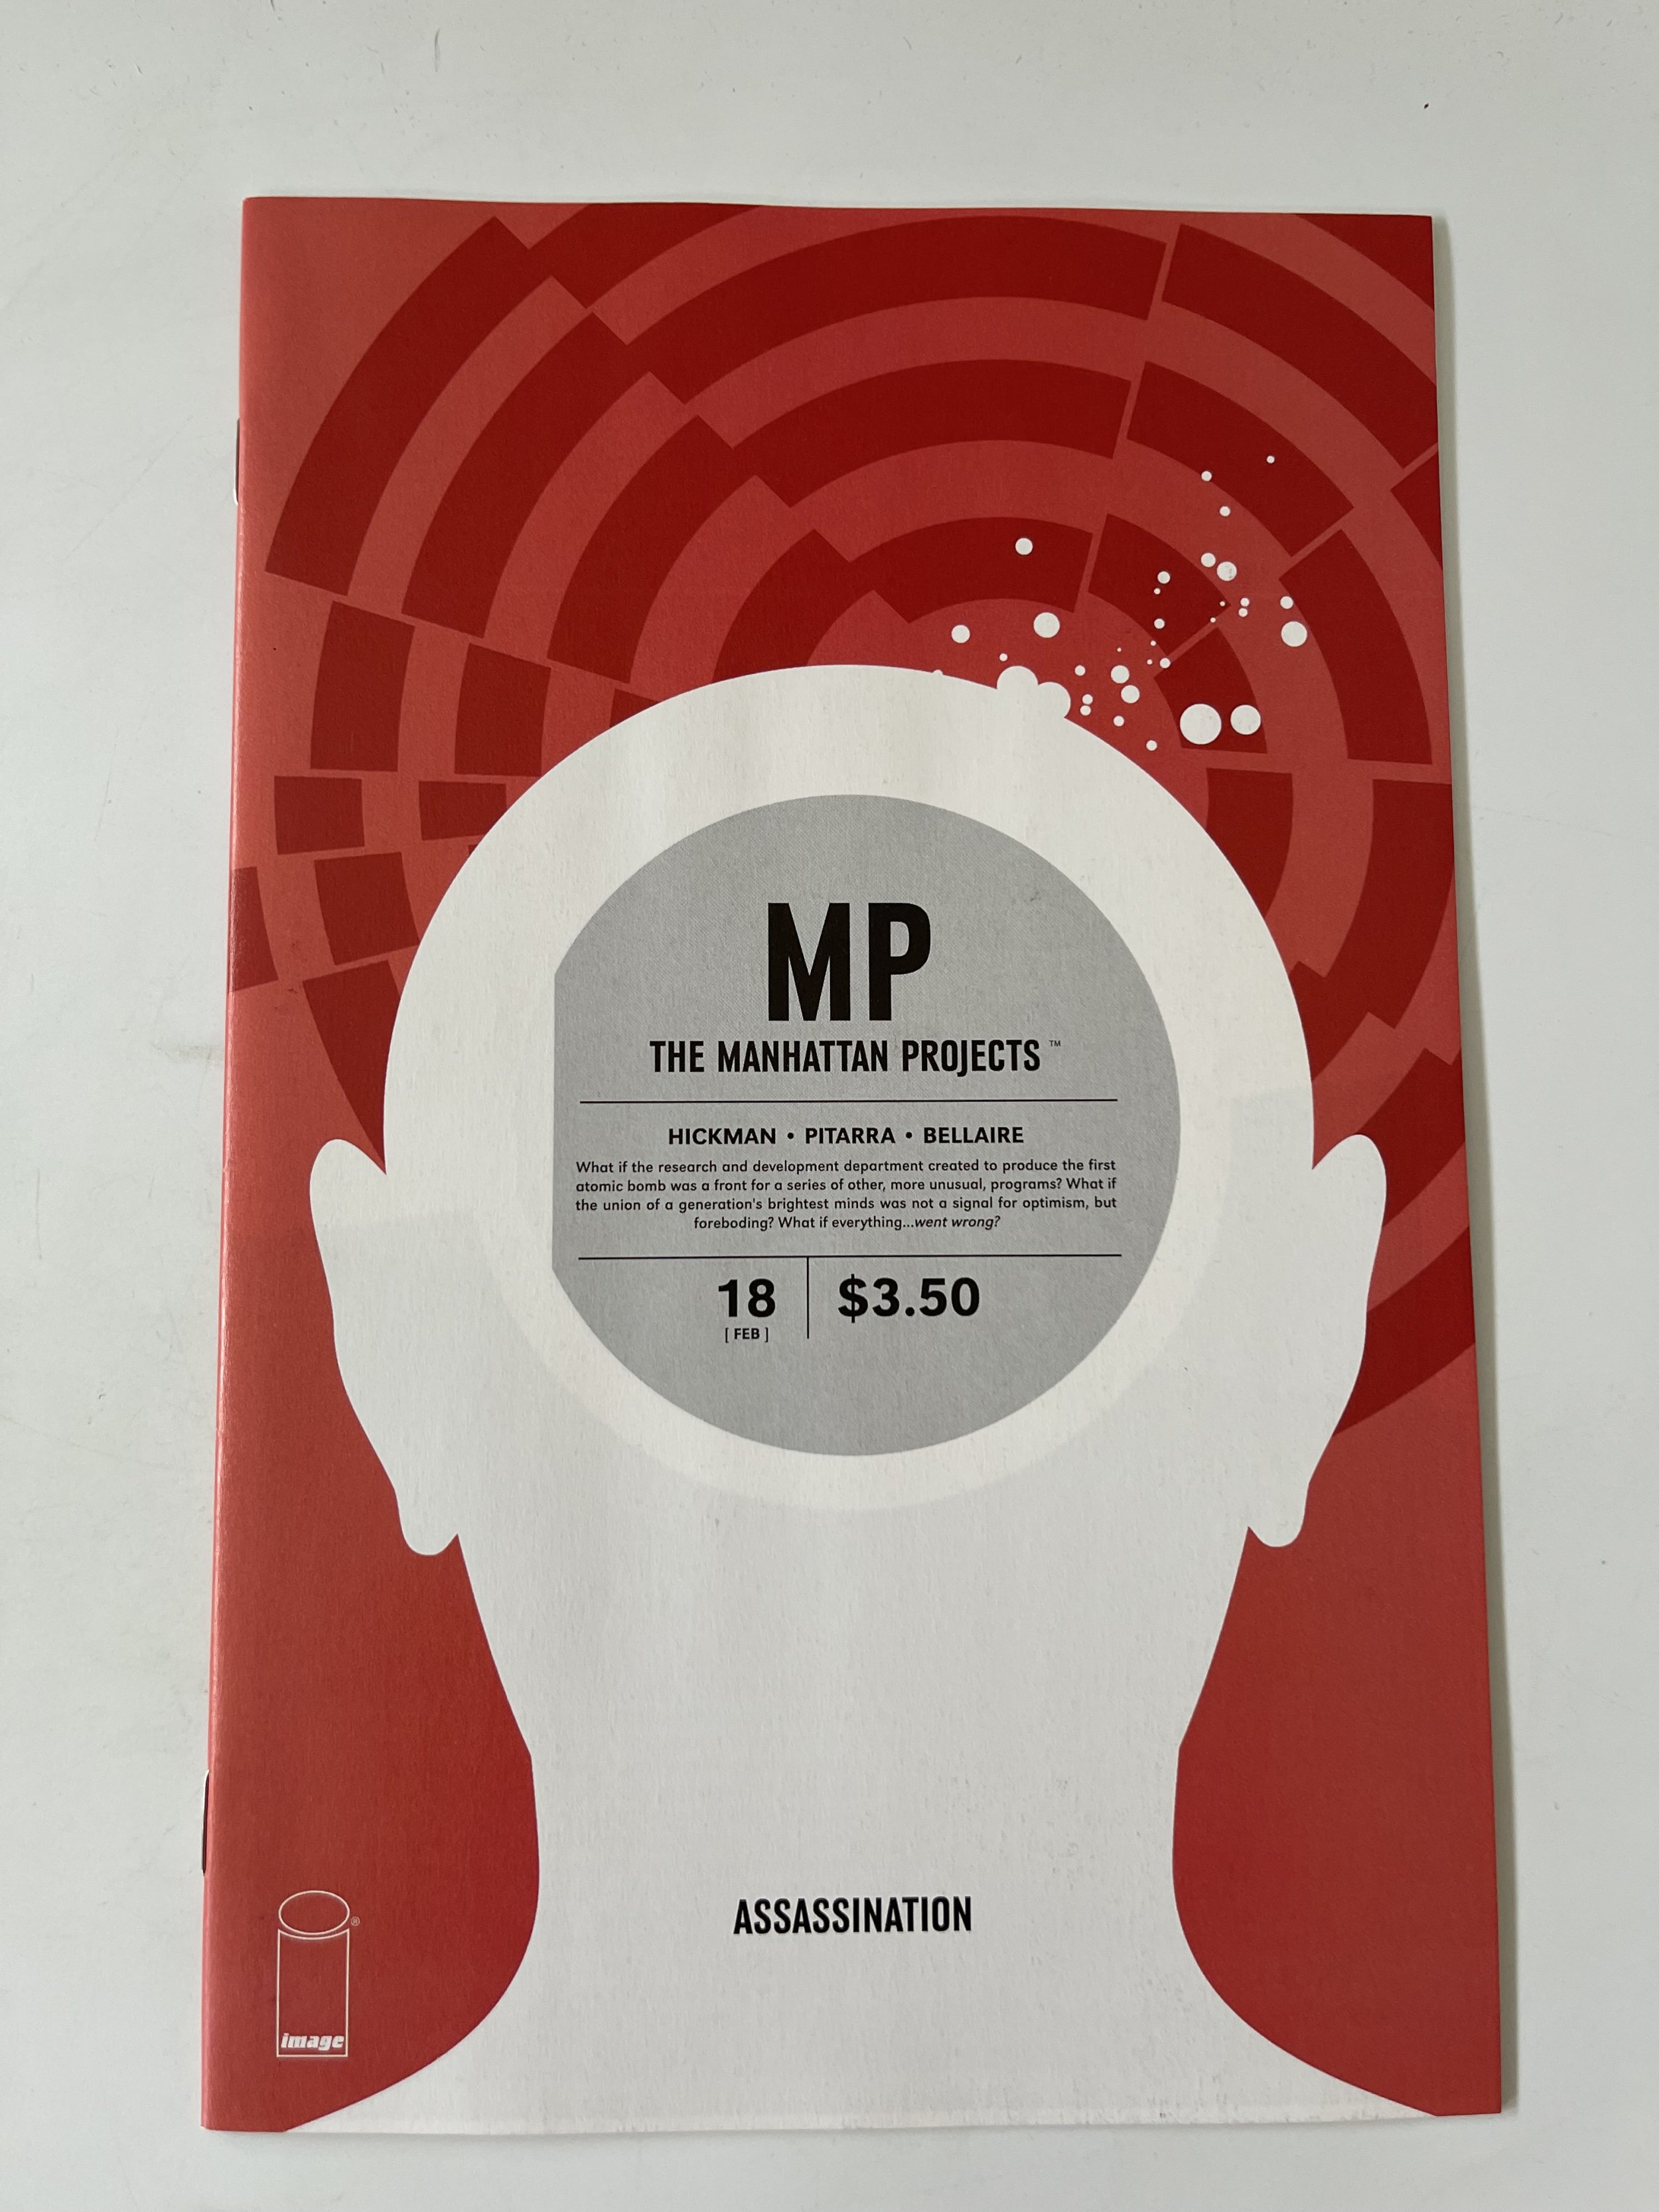 MP
THE MANHATTAN PROJECTS™
HICKMAN • PITARRA • BELLAIRE
What if the research and development department created to produce the first
atomic bomb was a front for a series of other, more unusual, programs? What if
the union of a generation's brightest minds was not a signal for optimism, but
foreboding? What if everything...went wrong?
18
[ FEB ]
$3.50
ASSASSINATION
®
image